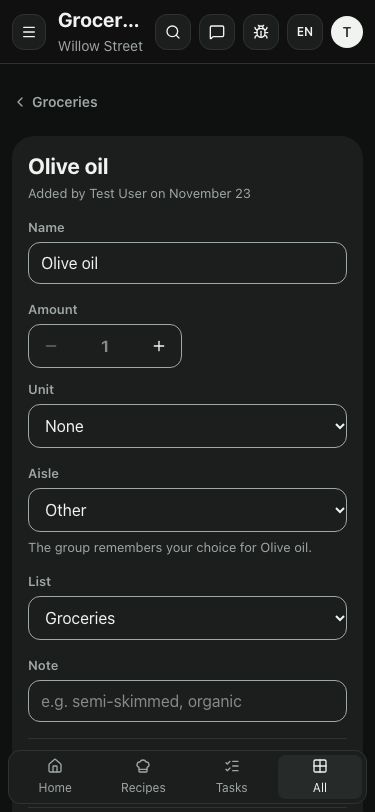 Grocer...
Willow Street
EN
T
Groceries
Olive oil
Added by Test User on November 23
Name
Olive oil
Amount
1
Unit
None
Aisle
Other
The group remembers your choice for Olive oil.
List
Groceries
Note
e.g. semi-skimmed, organic
Home
Recipes
Tasks
All